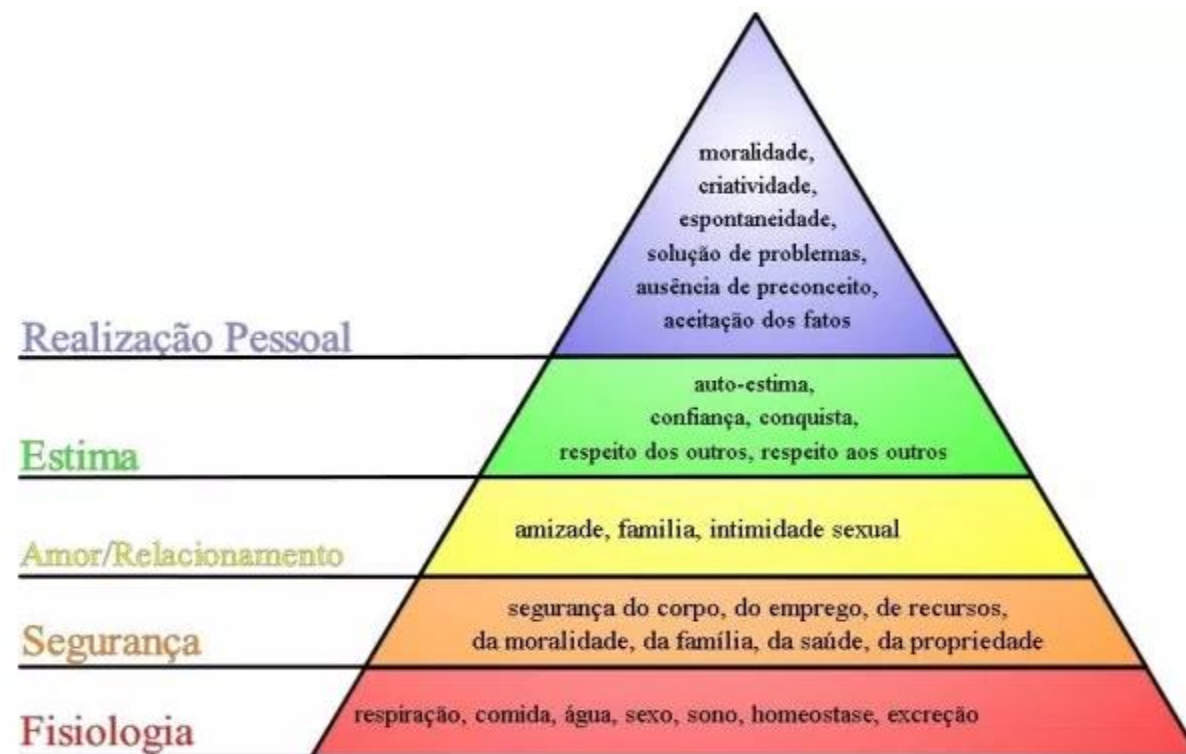 moralidade,
criatividade,
espontaneidade,
solução de problemas,
ausência de preconceito,
aceitação dos fatos
Realização Pessoal
auto-estima,
confiança, conquista,
respeito dos outros, respeito aos outros
Estima
amizade, família, intimidade sexual
Amor/Relacionamento
segurança do corpo, do emprego, de recursos,
da moralidade, da família, da saúde, da propriedade
Segurança
respiração, comida, água, sexo, sono, homeostase, excreção
Fisiologia